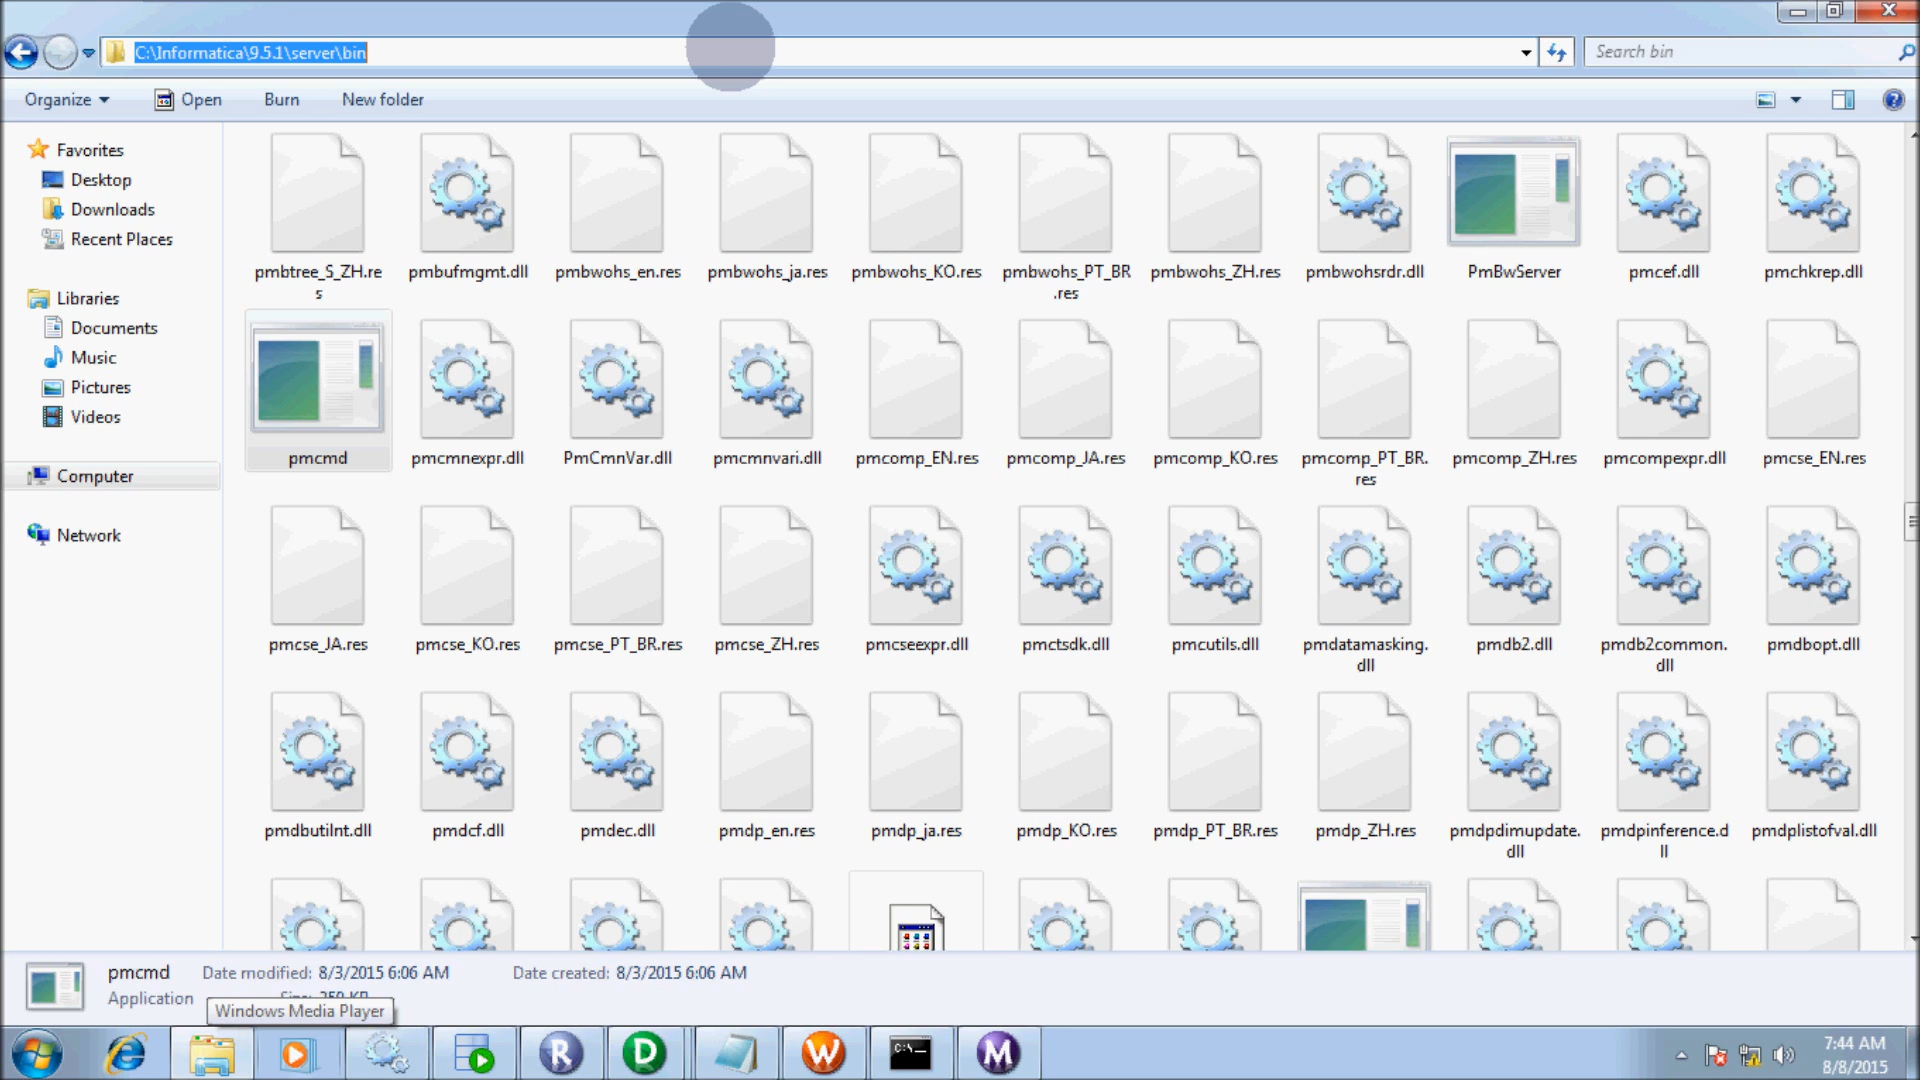 C:\Informatica\9.5.1\server\bin
Search bin
Organize
Open
Burn
New folder
Favorites
Desktop
Downloads
Recent Places
Libraries
Documents
Music
Pictures
Videos
Computer
Network
pmbtree_S_ZH.re
s
pmbufmgmt.dll
pmbwohs_en.res
pmbwohs_ja.res
pmbwohs_KO.res
pmbwohs_PT_BR
.res
pmbwohs_ZH.res
pmbwohsrdr.dll
PmBwServer
pmcef.dll
pmchkrep.dll
pmcmd
pmcmnexpr.dll
PmCmnVar.dll
pmcmnvari.dll
pmcomp_EN.res
pmcomp_JA.res
pmcomp_KO.res
pmcomp_PT_BR.
res
pmcomp_ZH.res
pmcompexpr.dll
pmcse_EN.res
pmcse_JA.res
pmcse_KO.res
pmcse_PT_BR.res
pmcse_ZH.res
pmcseexpr.dll
pmctsdk.dll
pmcutils.dll
pmdatamasking.
dll
pmdb2.dll
pmdb2common.
dll
pmdbopt.dll
pmdbutilnt.dll
pmdcf.dll
pmdec.dll
pmdp_en.res
pmdp_ja.res
pmdp_KO.res
pmdp_PT_BR.res
pmdp_ZH.res
pmdpdimupdate.
dll
pmdpinference.d
ll
pmdplistofval.dll
pmcmd
Date modified: 8/3/2015 6:06 AM
Date created: 8/3/2015 6:06 AM
Application
Windows Media Player
R
D
W
C:\
M
7:44 AM
8/8/2015